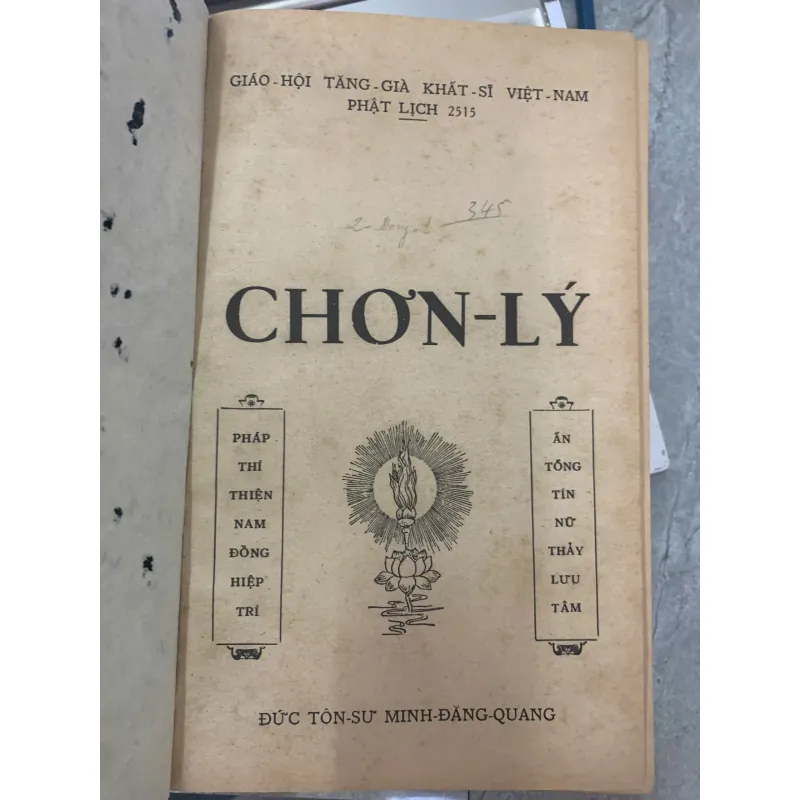 GIÁO-HỘI TĂNG-GIÀ KHẤT-SĨ VIỆT-NAM
PHẬT LỊCH 2515
345
CHƠN-LÝ
PHÁP
THÍ
THIỆN
NAM
ĐỒNG
HIỆP
TRÍ
ẤN
TỐNG
TÍN
NỮ
THẢY
LƯU
TÂM
ĐỨC TÔN-SƯ MINH-ĐĂNG-QUANG